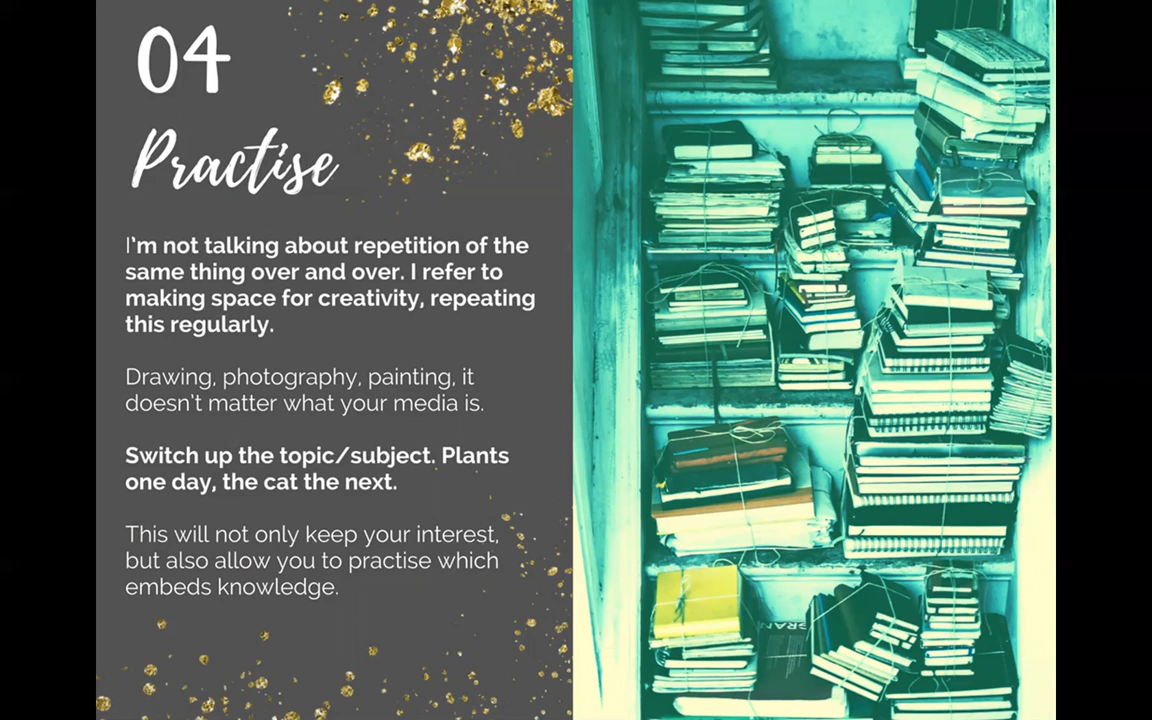 04
Practise
I'm not talking about repetition of the
same thing over and over. I refer to
making space for creativity, repeating
this regularly.
Drawing, photography, painting, it
doesn't matter what your media is.
Switch up the topic/subject. Plants
one day, the cat the next.
This will not only keep your interest,
but also allow you to practise which
embeds knowledge.